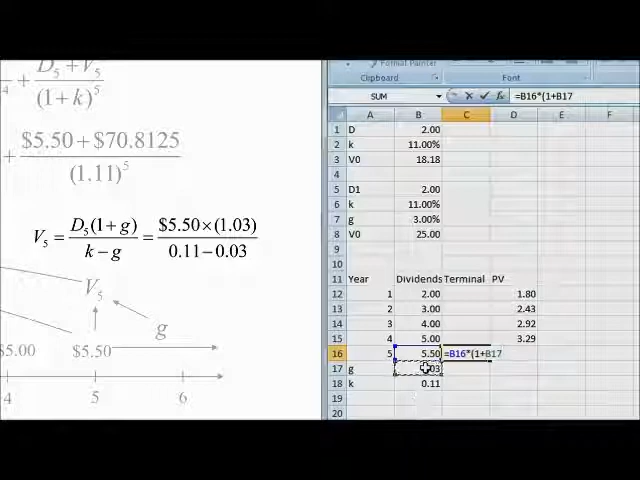 D₅ + V₅
+
(1 + k)⁵
4
+ $5.50 + $70.8125
(1.11)⁵
V₅ = D₅(1 + g) / k − g = $5.50 × (1.03) / 0.11 − 0.03
V₅
g
$5.00 $5.50
4 5 6
Format Painter
Clipboard Font
SUM =B16*(1+B17
A B C D E F
1 D 2.00
2 k 11.00%
3 V0 18.18
4
5 D1 2.00
6 k 11.00%
7 g 3.00%
8 V0 25.00
9
10
11 Year Dividends Terminal PV
12 1 2.00 1.80
13 2 3.00 2.43
14 3 4.00 2.92
15 4 5.00 3.29
16 5 5.50 =B16*(1+B17
17 g 03
18 k 0.11
19
20